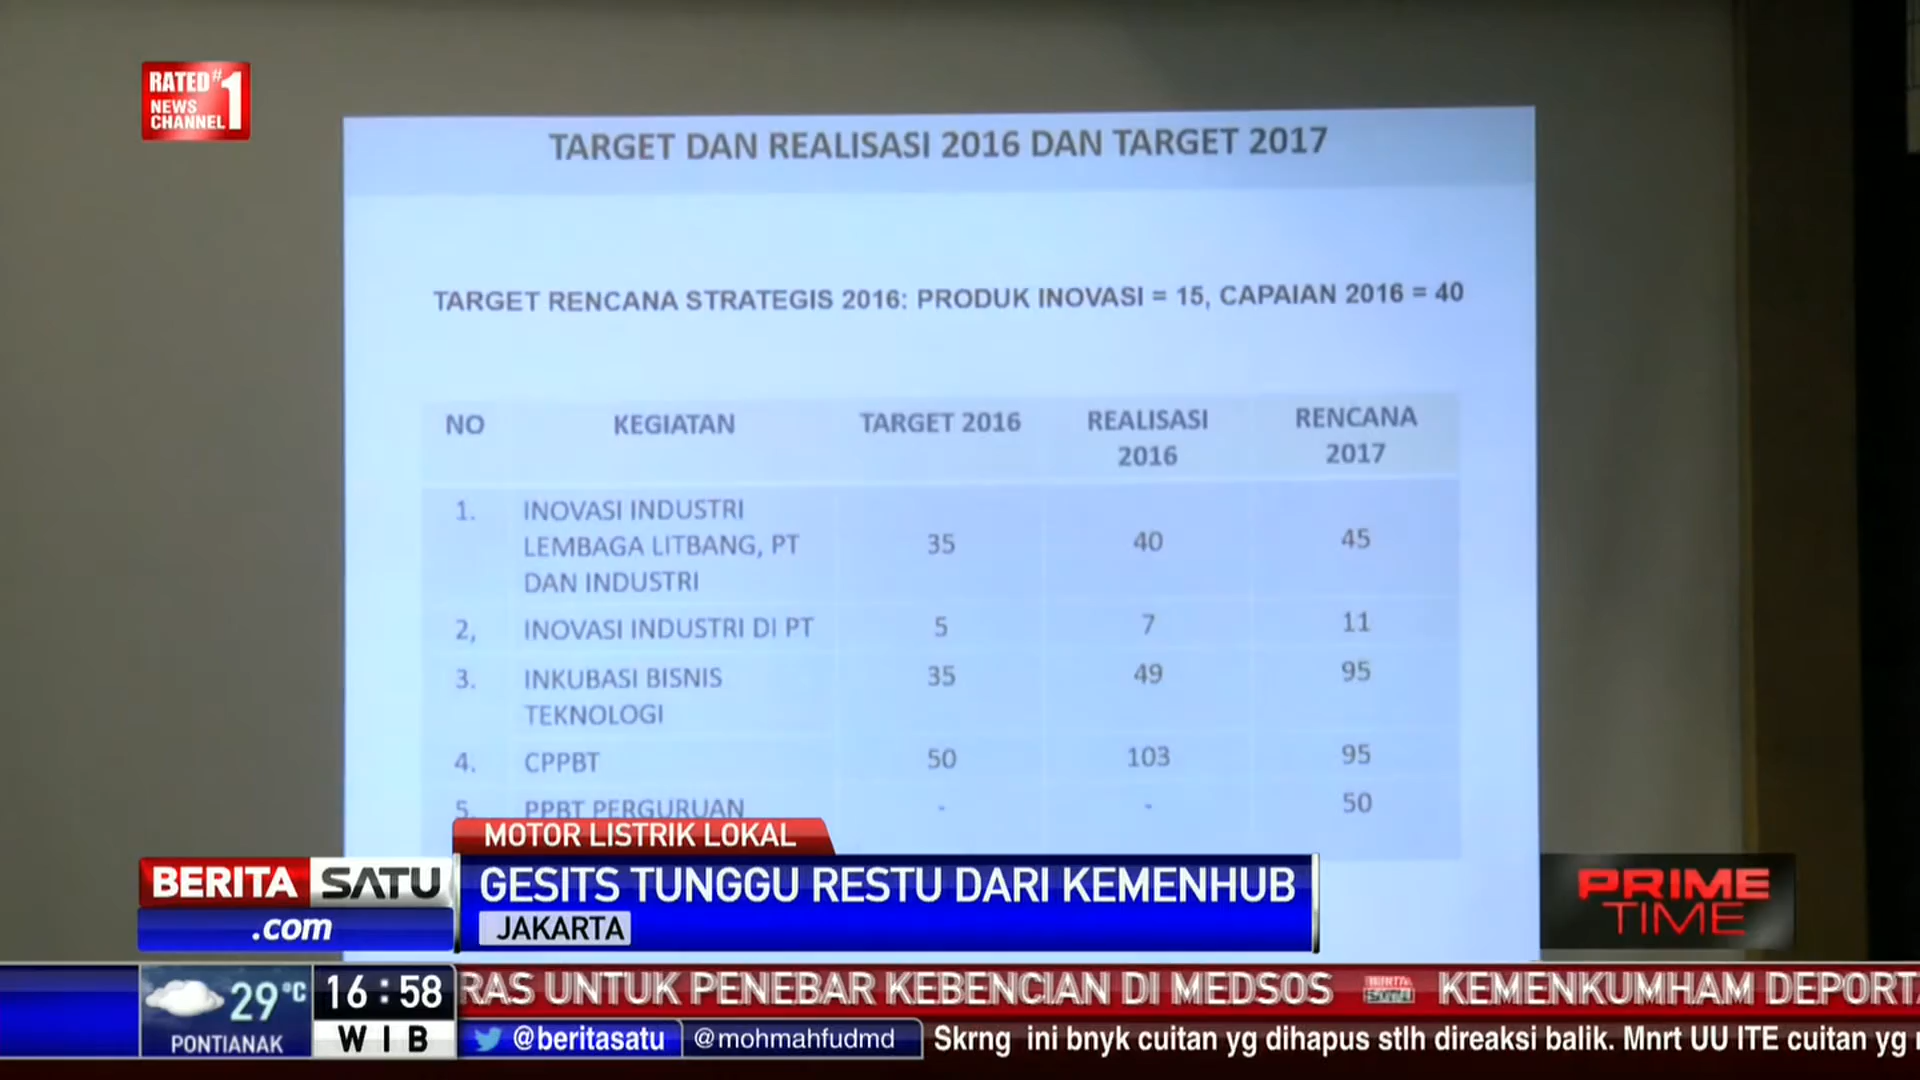 RATED #1
NEWS
CHANNEL
TARGET DAN REALISASI 2016 DAN TARGET 2017
TARGET RENCANA STRATEGIS 2016: PRODUK INOVASI = 15, CAPAIAN 2016 = 40
NO KEGIATAN TARGET 2016 REALISASI 2016 RENCANA 2017
1. INOVASI INDUSTRI LEMBAGA LITBANG, PT DAN INDUSTRI 35 40 45
2, INOVASI INDUSTRI DI PT 5 7 11
3. INKUBASI BISNIS TEKNOLOGI 35 49 95
4. CPPBT 50 103 95
5. PPBT PERGURUAN - - 50
MOTOR LISTRIK LOKAL
BERITA SATU .com
GESITS TUNGGU RESTU DARI KEMENHUB
JAKARTA
PRIME TIME
29°C
PONTIANAK
16:58
WIB
RAS UNTUK PENEBAR KEBENCIAN DI MEDSOS BERITA SATU KEMENKUMHAM DEPORT
@beritasatu @mohmahfudmd Skrng ini bnyk cuitan yg dihapus stlh direaksi balik. Mnrt UU ITE cuitan yg